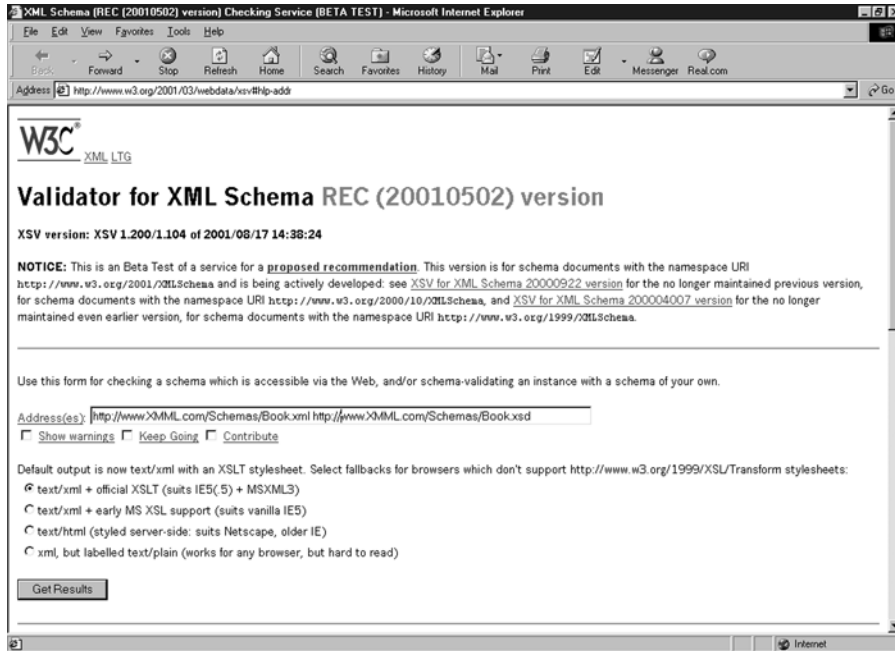 XML Schema (REC (20010502) version) Checking Service (BETA TEST) - Microsoft Internet Explorer
File Edit View Favorites Tools Help
Back Forward Stop Refresh Home Search Favorites History Mail Print Edit Messenger Real.com
Address http://www.w3.org/2001/03/webdata/xsv#hlp-addr Go
W3C® XML LTG
Validator for XML Schema REC (20010502) version
XSV version: XSV 1.200/1.104 of 2001/08/17 14:38:24
NOTICE: This is an Beta Test of a service for a proposed recommendation. This version is for schema documents with the namespace URI
http://www.w3.org/2001/XMLSchema and is being actively developed: see XSV for XML Schema 20000922 version for the no longer maintained previous version,
for schema documents with the namespace URI http://www.w3.org/2000/10/XMLSchema, and XSV for XML Schema 200004007 version for the no longer
maintained even earlier version, for schema documents with the namespace URI http://www.w3.org/1999/XMLSchema.
Use this form for checking a schema which is accessible via the Web, and/or schema-validating an instance with a schema of your own.
Address(es): http://www.XMML.com/Schemas/Book.xml http://www.XMML.com/Schemas/Book.xsd
Show warnings Keep Going Contribute
Default output is now text/xml with an XSLT stylesheet. Select fallbacks for browsers which don't support http://www.w3.org/1999/XSL/Transform stylesheets:
text/xml + official XSLT (suits IE5(.5) + MSXML3)
text/xml + early MS XSL support (suits vanilla IE5)
text/html (styled server-side: suits Netscape, older IE)
xml, but labelled text/plain (works for any browser, but hard to read)
Get Results
Internet